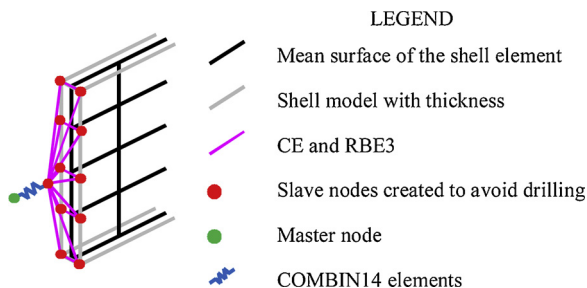 LEGEND
Mean surface of the shell element
Shell model with thickness
CE and RBE3
Slave nodes created to avoid drilling
Master node
COMBIN14 elements